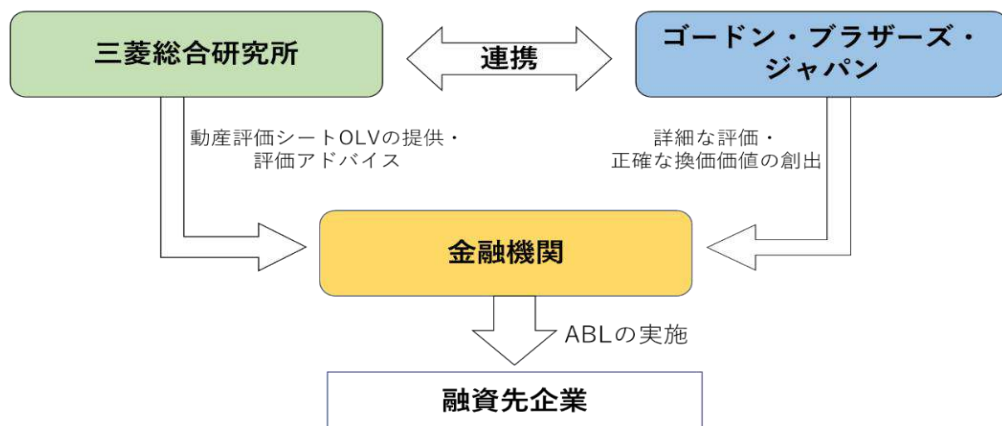 三菱総合研究所
連携
ゴードン・ブラザーズ・
ジャパン
動産評価シートOLVの提供・
評価アドバイス
詳細な評価・
正確な換価価値の創出
金融機関
ABLの実施
融資先企業